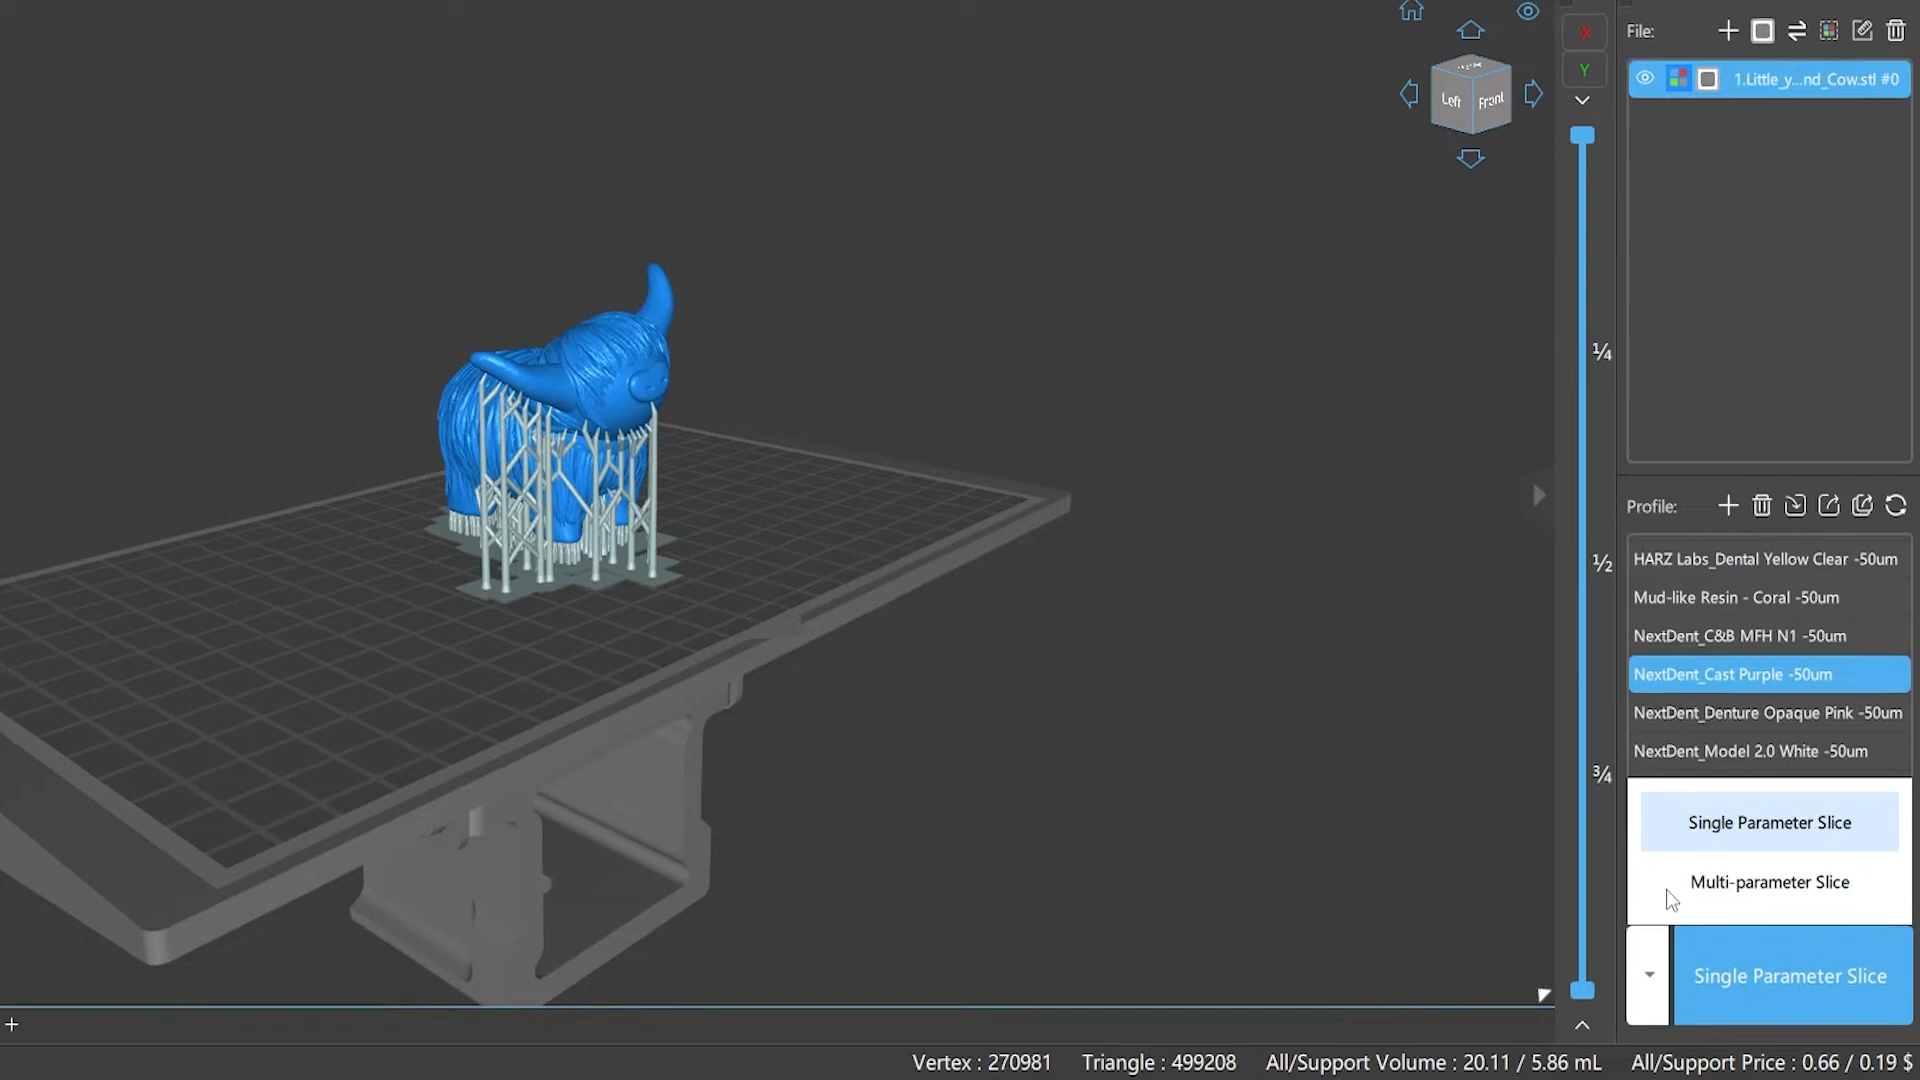 File:
X
Y
Left
Front
1.Little_y...nd_Cow.stl #0
¼
½
¾
Profile:
HARZ Labs_Dental Yellow Clear -50um
Mud-like Resin - Coral -50um
NextDent_C&B MFH N1 -50um
NextDent_Cast Purple -50um
NextDent_Denture Opaque Pink -50um
NextDent_Model 2.0 White -50um
Single Parameter Slice
Multi-parameter Slice
Single Parameter Slice
Vertex : 270981 Triangle : 499208 All/Support Volume : 20.11 / 5.86 mL All/Support Price : 0.66 / 0.19 $